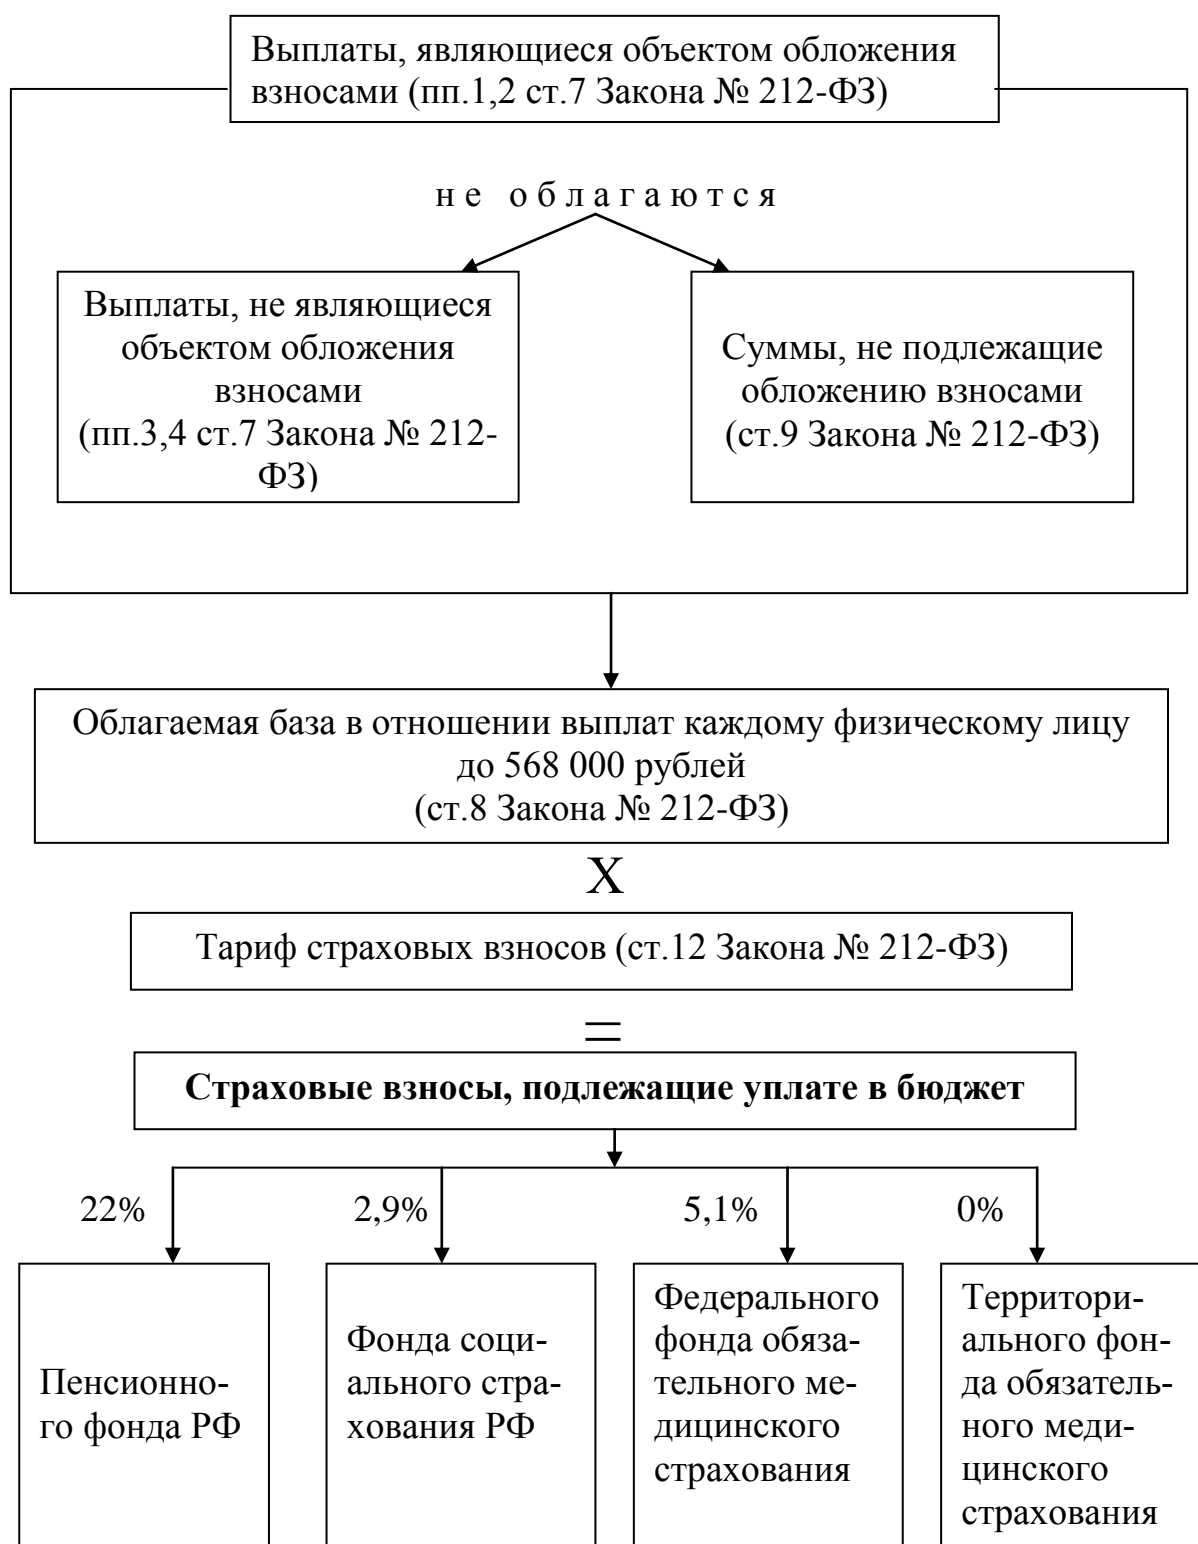 Выплаты, являющиеся объектом обложения
взносами (пп.1,2 ст.7 Закона № 212-ФЗ)
н е о б л а г а ю т с я
Выплаты, не являющиеся
объектом обложения
взносами
(пп.3,4 ст.7 Закона № 212-
ФЗ)
Суммы, не подлежащие
обложению взносами
(ст.9 Закона № 212-ФЗ)
Облагаемая база в отношении выплат каждому физическому лицу
до 568 000 рублей
(ст.8 Закона № 212-ФЗ)
X
Тариф страховых взносов (ст.12 Закона № 212-ФЗ)
=
Страховые взносы, подлежащие уплате в бюджет
22%
2,9%
5,1%
0%
Пенсионно-
го фонда РФ
Фонда соци-
ального стра-
хования РФ
Федерального
фонда обяза-
тельного ме-
дицинского
страхования
Территори-
ального фон-
да обязатель-
ного меди-
цинского
страхования